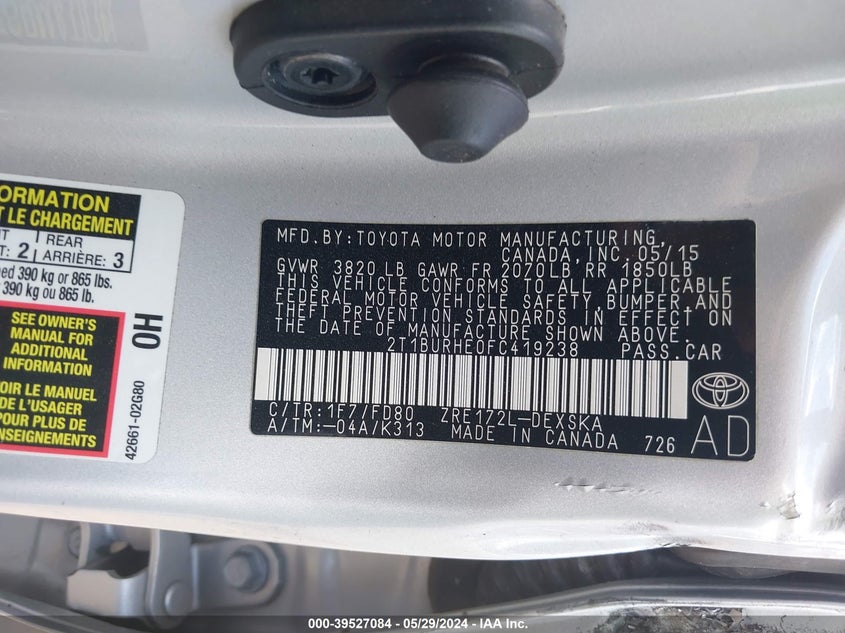 ORMATION
T LE CHARGEMENT
2
REAR
ARRIÈRE: 3
390 kg or 865 lbs.
390 kg ou 865 lb.
SEE OWNER'S
MANUAL FOR
ADDITIONAL
INFORMATION
LE MANUEL
DE L'USAGER
POUR PLUS DE
RENSEIGNEMENTS
OH
42661-02G80
MFD.BY:TOYOTA MOTOR MANUFACTURING,
CANADA, INC. 05/15
GVWR 3820 LB GAWR FR 2070LB, RR 1850LB
THIS VEHICLE CONFORMS TO ALL APPLICABLE
FEDERAL MOTOR VEHICLE SAFETY, BUMPER, AND
THEFT PREVENTION STANDARDS IN EFFECT ON
THE DATE OF MANUFACTURE SHOWN ABOVE.
2T1BURHE0FC419238 PASS.CAR
C/TR:1F7/FD80 ZRE172L-DEXSKA
A/TM:-04A/K313 MADE IN CANADA 726
AD
000-39527084 - 05/29/2024 - IAA Inc.